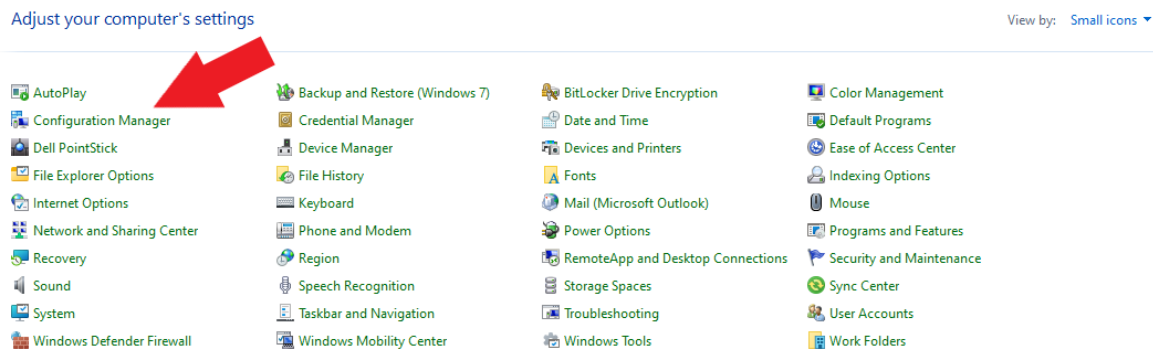 Adjust your computer's settings
View by: Small icons
AutoPlay
Backup and Restore (Windows 7)
BitLocker Drive Encryption
Color Management
Configuration Manager
Credential Manager
Date and Time
Default Programs
Dell PointStick
Device Manager
Devices and Printers
Ease of Access Center
File Explorer Options
File History
Fonts
Indexing Options
Internet Options
Keyboard
Mail (Microsoft Outlook)
Mouse
Network and Sharing Center
Phone and Modem
Power Options
Programs and Features
Recovery
Region
RemoteApp and Desktop Connections
Security and Maintenance
Sound
Speech Recognition
Storage Spaces
Sync Center
System
Taskbar and Navigation
Troubleshooting
User Accounts
Windows Defender Firewall
Windows Mobility Center
Windows Tools
Work Folders